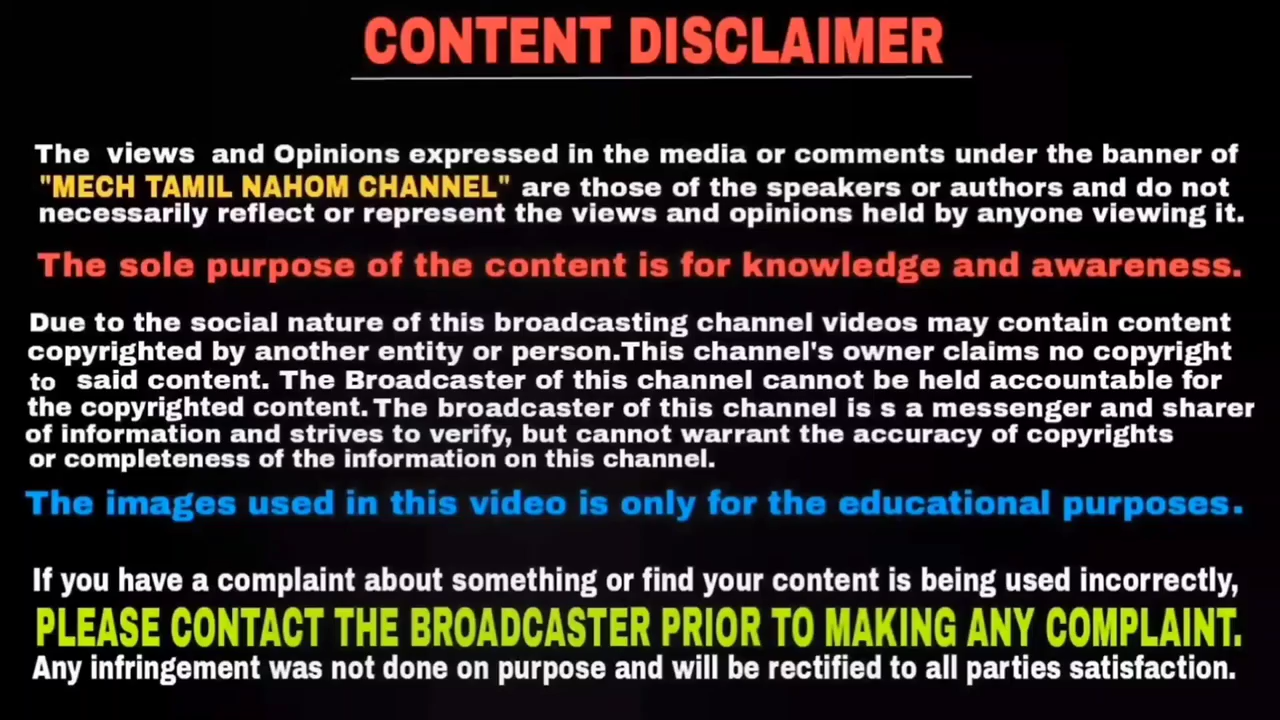 CONTENT DISCLAIMER
The views and Opinions expressed in the media or comments under the banner of
"MECH TAMIL NAHOM CHANNEL" are those of the speakers or authors and do not
necessarily reflect or represent the views and opinions held by anyone viewing it.
The sole purpose of the content is for knowledge and awareness.
Due to the social nature of this broadcasting channel videos may contain content
copyrighted by another entity or person.This channel's owner claims no copyright
to said content. The Broadcaster of this channel cannot be held accountable for
the copyrighted content. The broadcaster of this channel is s a messenger and sharer
of information and strives to verify, but cannot warrant the accuracy of copyrights
or completeness of the information on this channel.
The images used in this video is only for the educational purposes.
If you have a complaint about something or find your content is being used incorrectly,
PLEASE CONTACT THE BROADCASTER PRIOR TO MAKING ANY COMPLAINT.
Any infringement was not done on purpose and will be rectified to all parties satisfaction.